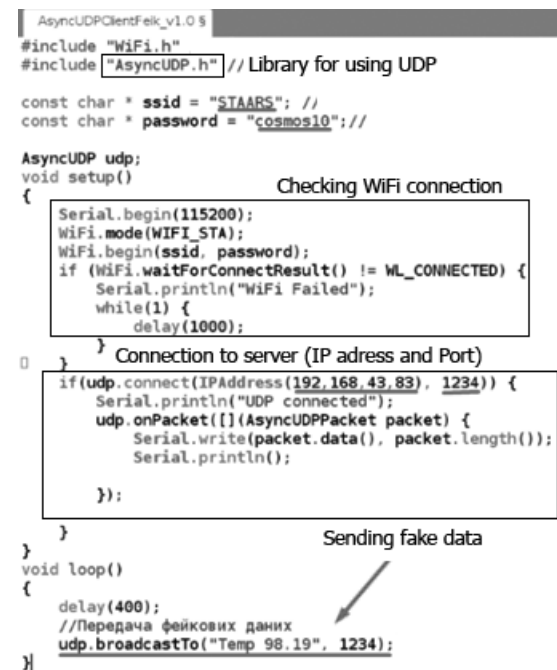 AsyncUDPClientFeik_v1.0 §
#include "WiFi.h"
#include "AsyncUDP.h" // Library for using UDP
const char * ssid = "STAARS"; //
const char * password = "cosmos10";//
AsyncUDP udp;
void setup()
Checking WiFi connection
{
Serial.begin(115200);
WiFi.mode(WIFI_STA);
WiFi.begin(ssid, password);
if (WiFi.waitForConnectResult() != WL_CONNECTED) {
Serial.println("WiFi Failed");
while(1) {
delay(1000);
}
}
Connection to server (IP adress and Port)
if(udp.connect(IPAddress(192,168,43,83), 1234)) {
Serial.println("UDP connected");
udp.onPacket([](AsyncUDPPacket packet) {
Serial.write(packet.data(), packet.length());
Serial.println();
});
}
Sending fake data
}
void loop()
{
delay(400);
//Передача фейкових даних
udp.broadcastTo("Temp 98.19", 1234);
}